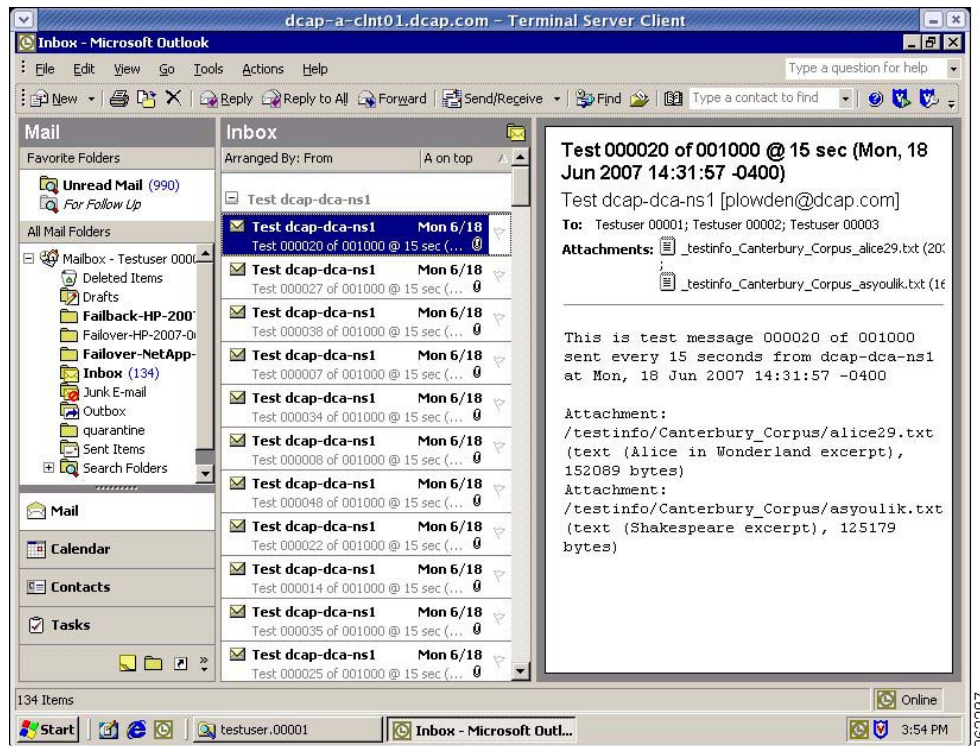 dcap-a-clnt01.dcap.com - Terminal Server Client
Inbox - Microsoft Outlook
File Edit View Go Tools Actions Help
Type a question for help
New Reply Reply to All Forward Send/Receive Find Type a contact to find
Mail
Favorite Folders
Unread Mail (990)
For Follow Up
All Mail Folders
Mailbox - Testuser 0000
Deleted Items
Drafts
Failback-HP-200
Failover-HP-2007-0
Failover-NetApp-
Inbox (134)
Junk E-mail
Outbox
quarantine
Sent Items
Search Folders
Mail
Calendar
Contacts
Tasks
Inbox
Arranged By: From A on top
Test dcap-dca-ns1
Test dcap-dca-ns1 Mon 6/18
Test 000020 of 001000 @ 15 sec (...
Test dcap-dca-ns1 Mon 6/18
Test 000027 of 001000 @ 15 sec (...
Test dcap-dca-ns1 Mon 6/18
Test 000038 of 001000 @ 15 sec (...
Test dcap-dca-ns1 Mon 6/18
Test 000007 of 001000 @ 15 sec (...
Test dcap-dca-ns1 Mon 6/18
Test 000034 of 001000 @ 15 sec (...
Test dcap-dca-ns1 Mon 6/18
Test 000008 of 001000 @ 15 sec (...
Test dcap-dca-ns1 Mon 6/18
Test 000048 of 001000 @ 15 sec (...
Test dcap-dca-ns1 Mon 6/18
Test 000022 of 001000 @ 15 sec (...
Test dcap-dca-ns1 Mon 6/18
Test 000014 of 001000 @ 15 sec (...
Test dcap-dca-ns1 Mon 6/18
Test 000035 of 001000 @ 15 sec (...
Test dcap-dca-ns1 Mon 6/18
Test 000025 of 001000 @ 15 sec (...
Test 000020 of 001000 @ 15 sec (Mon, 18
Jun 2007 14:31:57 -0400)
Test dcap-dca-ns1 [plowden@dcap.com]
To: Testuser 00001; Testuser 00002; Testuser 00003
Attachments: _testinfo_Canterbury_Corpus_alice29.txt (20
;
_testinfo_Canterbury_Corpus_asyoulik.txt (16
This is test message 000020 of 001000
sent every 15 seconds from dcap-dca-ns1
at Mon, 18 Jun 2007 14:31:57 -0400
Attachment:
/testinfo/Canterbury_Corpus/alice29.txt
(text (Alice in Wonderland excerpt),
152089 bytes)
Attachment:
/testinfo/Canterbury_Corpus/asyoulik.txt
(text (Shakespeare excerpt), 125179
bytes)
134 Items
Online
Start testuser.00001 Inbox - Microsoft Outl... 3:54 PM